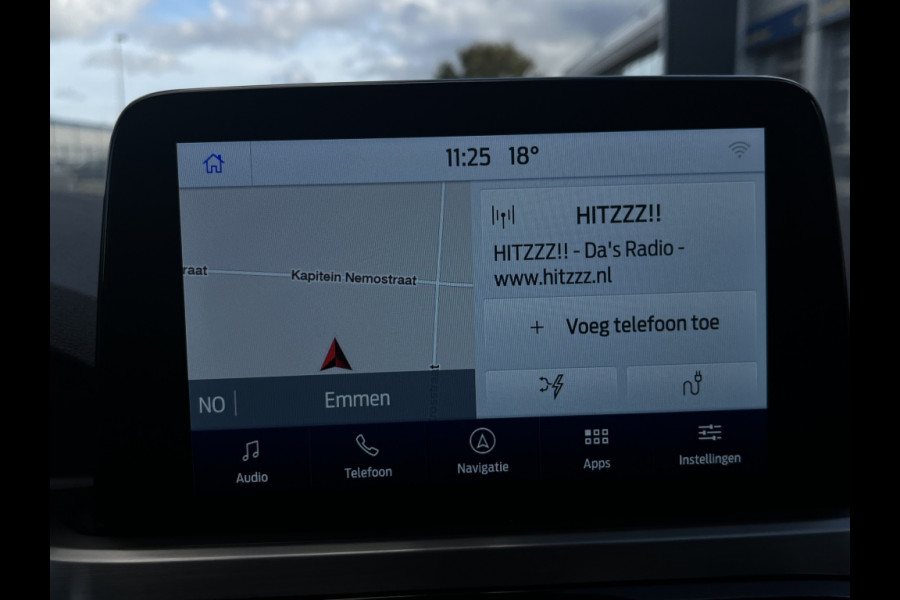 11:25 18°
HITZZZ!!
HITZZZ!! - Da's Radio -
www.hitzzz.nl
raat
Kapitein Nemostraat
+ Voeg telefoon toe
NO
Emmen
Audio
Telefoon
Navigatie
Apps
Instellingen